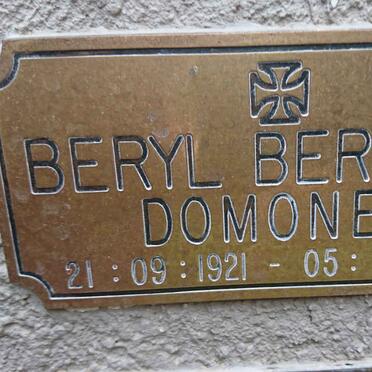 BERYL BER
DOMONE
21 : 09 : 1921 - 05 :